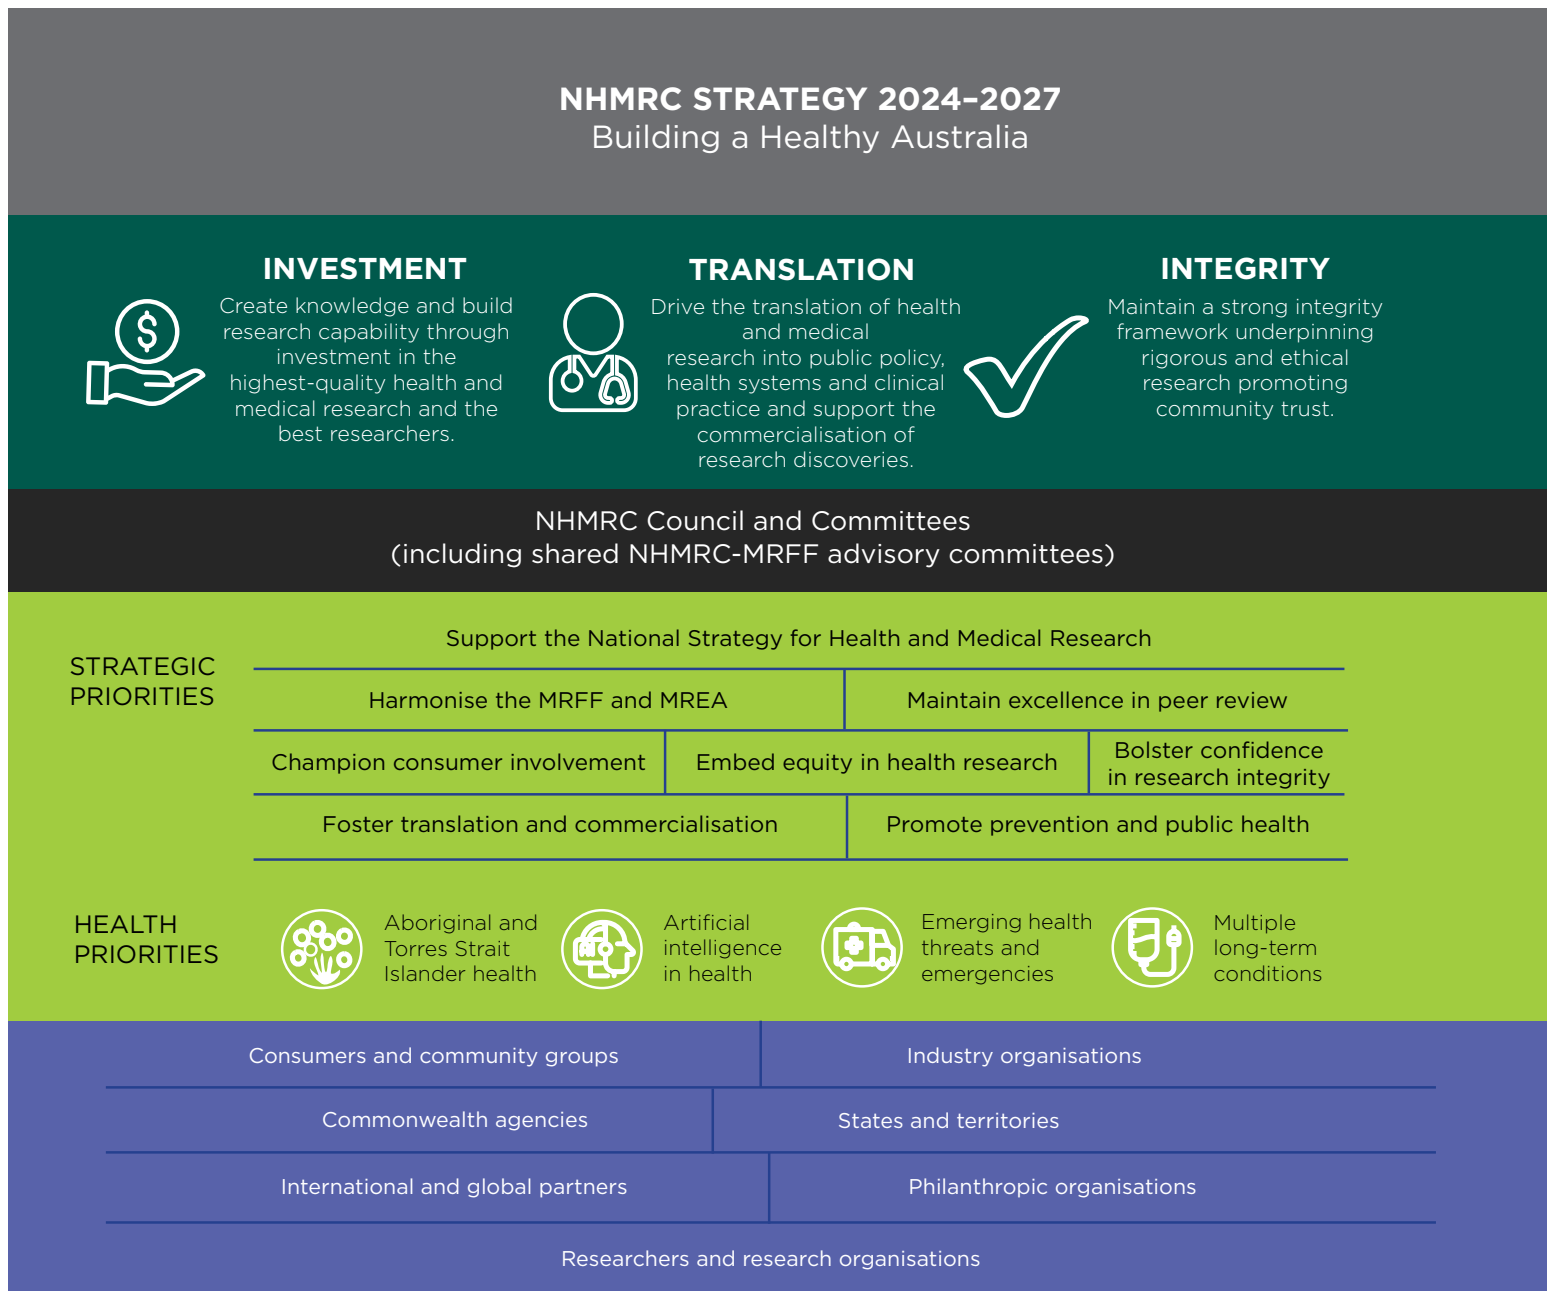 NHMRC STRATEGY 2024–2027
Building a Healthy Australia
INVESTMENT
Create knowledge and build
research capability through
investment in the
highest-quality health and
medical research and the
best researchers.
TRANSLATION
Drive the translation of health
and medical
research into public policy,
health systems and clinical
practice and support the
commercialisation of
research discoveries.
INTEGRITY
Maintain a strong integrity
framework underpinning
rigorous and ethical
research promoting
community trust.
NHMRC Council and Committees
(including shared NHMRC-MRFF advisory committees)
STRATEGIC
PRIORITIES
Support the National Strategy for Health and Medical Research
Harmonise the MRFF and MREA
Maintain excellence in peer review
Champion consumer involvement
Embed equity in health research
Bolster confidence
in research integrity
Foster translation and commercialisation
Promote prevention and public health
HEALTH
PRIORITIES
Aboriginal and
Torres Strait
Islander health
AI
Artificial
intelligence
in health
Emerging health
threats and
emergencies
Multiple
long-term
conditions
Consumers and community groups
Industry organisations
Commonwealth agencies
States and territories
International and global partners
Philanthropic organisations
Researchers and research organisations